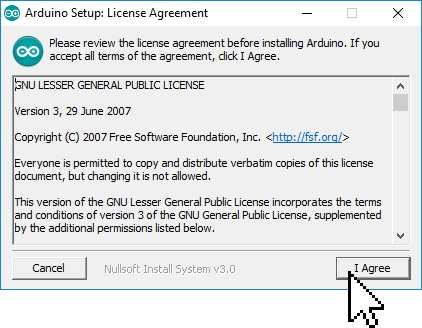 Arduino Setup: License Agreement
Please review the license agreement before installing Arduino. If you
accept all terms of the agreement, click I Agree.
GNU LESSER GENERAL PUBLIC LICENSE
Version 3, 29 June 2007
Copyright (C) 2007 Free Software Foundation, Inc. <http://fsf.org/>
Everyone is permitted to copy and distribute verbatim copies of this license
document, but changing it is not allowed.
This version of the GNU Lesser General Public License incorporates the terms
and conditions of version 3 of the GNU General Public License, supplemented
by the additional permissions listed below.
Cancel
Nullsoft Install System v3.0
I Agree